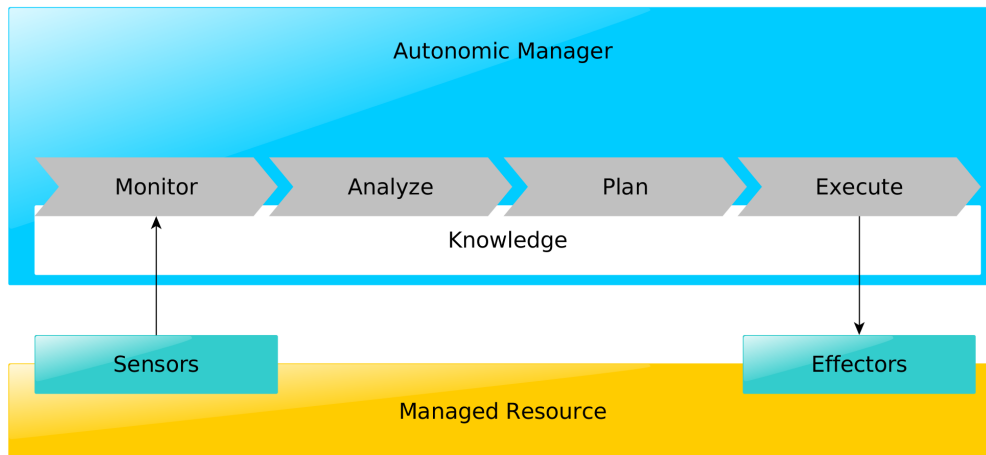 Autonomic Manager
Monitor
Analyze
Plan
Execute
Knowledge
Sensors
Effectors
Managed Resource